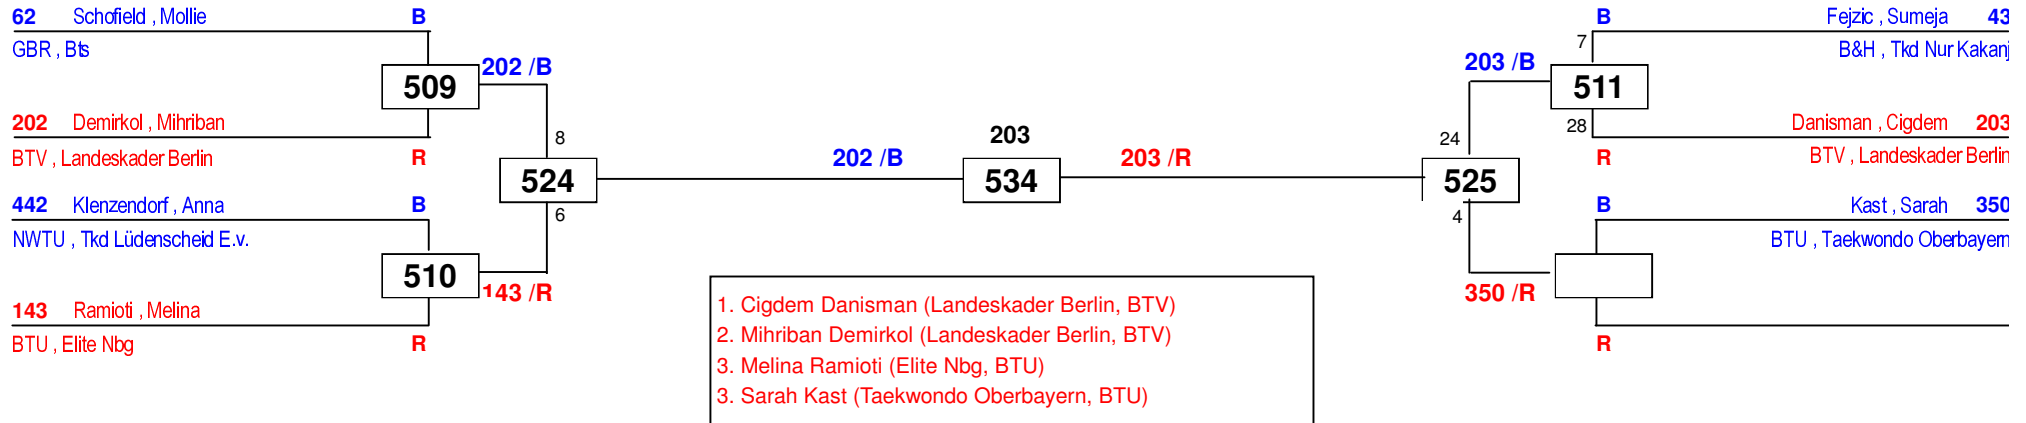 62 Schofield , Mollie B
GBR , Bts
509
202 /B
202 Demirkol , Mihriban
BTV , Landeskader Berlin R
8
524
6
442 Klenzendorf , Anna B
NWTU , Tkd Lüdenscheid E.v.
510
143 /R
143 Ramioti , Melina
BTU , Elite Nbg R
202 /B
203
534
203 /R
B Fejzic , Sumeja 43
7 B&H , Tkd Nur Kakanj
203 /B
511
28 Danisman , Cigdem 203
R BTV , Landeskader Berlin
24
525
4
B Kast , Sarah 350
BTU , Taekwondo Oberbayern
350 /R
R
1. Cigdem Danisman (Landeskader Berlin, BTV)
2. Mihriban Demirkol (Landeskader Berlin, BTV)
3. Melina Ramioti (Elite Nbg, BTU)
3. Sarah Kast (Taekwondo Oberbayern, BTU)